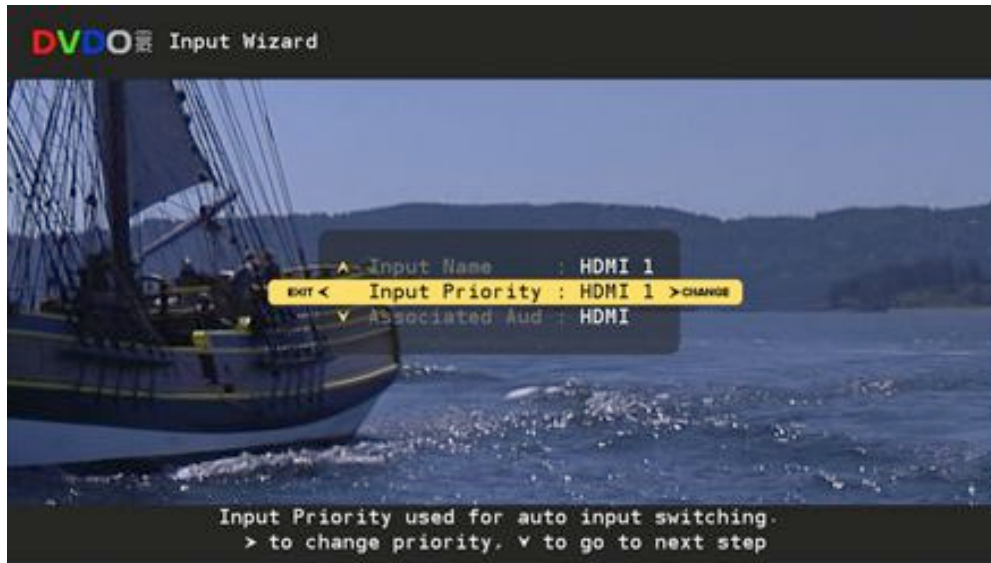 DVDO Input Wizard
Input Name : HDMI 1
EXIT < Input Priority : HDMI 1 > CHANGE
Associated Aud : HDMI
Input Priority used for auto input switching.
> to change priority, v to go to next step